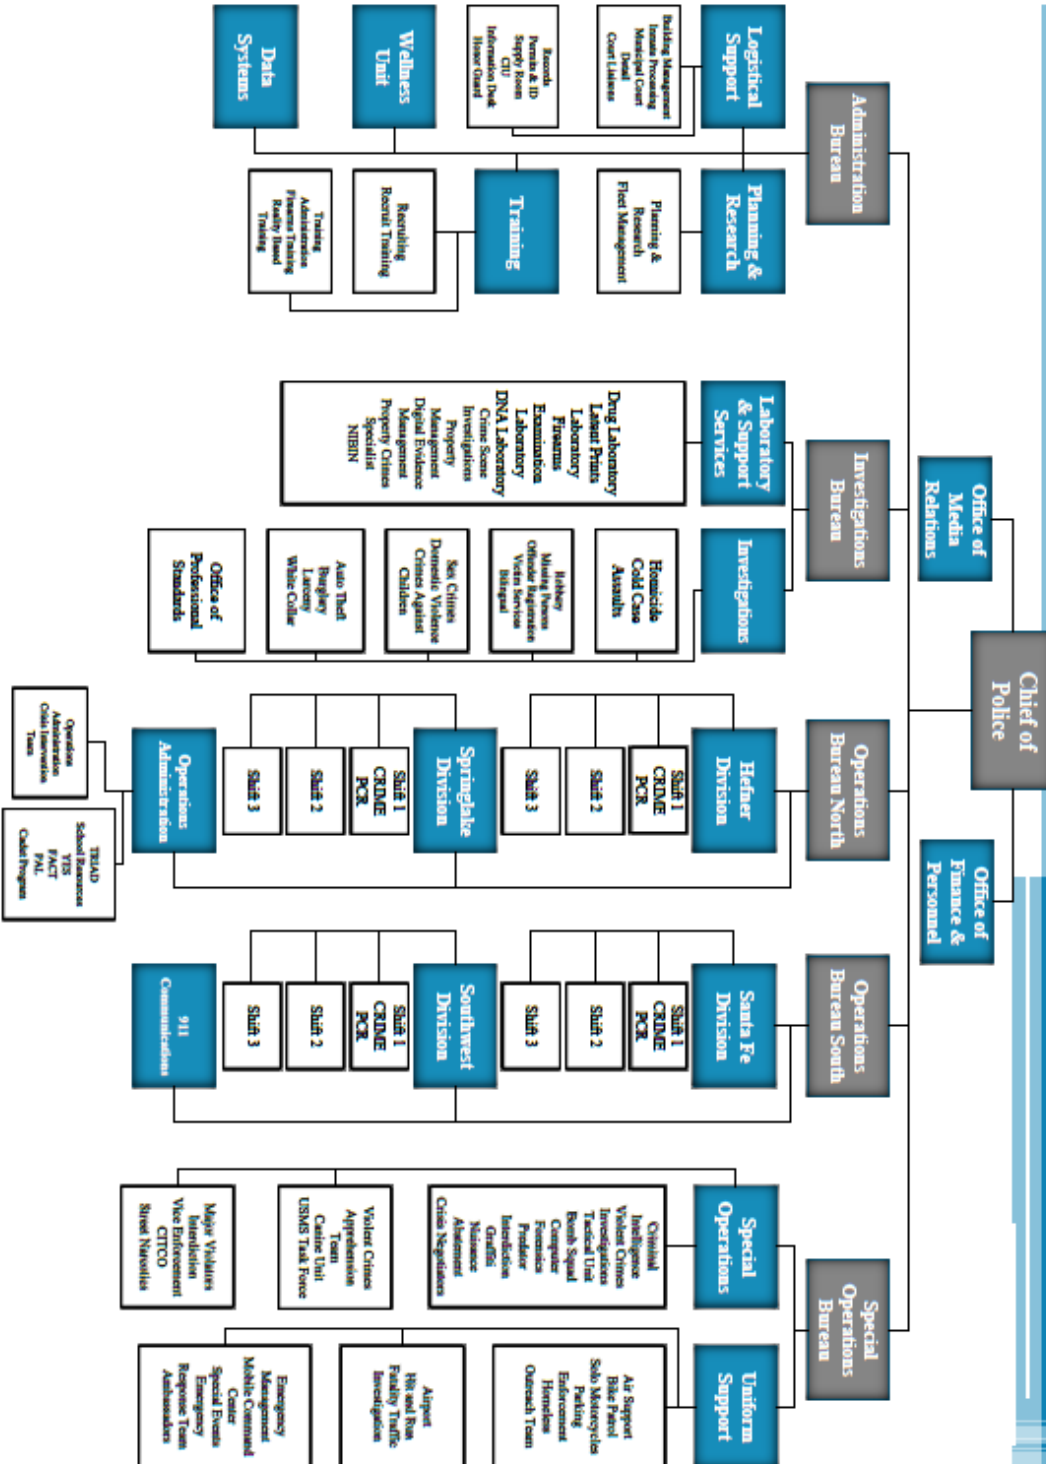 Chief of
Police
Office of
Media
Relations
Office of
Finance &
Personnel
Administration
Bureau
Investigations
Bureau
Operations
Bureau North
Operations
Bureau South
Special
Operations
Bureau
Logistical
Support
Building Management
Inmate Processing
Municipal Court
Detail
Court Liaisons
Records
Permits & ID
Supply Room
CIU
Information Desk
Honor Guard
Planning &
Research
Planning &
Research
Fleet Management
Wellness
Unit
Data
Systems
Training
Recruiting
Recruit Training
Training
Administration
Firearms Training
Reality Based
Training
Laboratory
& Support
Services
Drug Laboratory
Latent Prints
Laboratory
Firearms
Examination
Laboratory
DNA Laboratory
Crime Scene
Investigations
Property
Management
Digital Evidence
Management
Property Crimes
Specialist
NIBIN
Investigations
Homicide
Cold Case
Assaults
Robbery
Missing Persons
Offender Registration
Victim Services
Bilingual
Sex Crimes
Domestic Violence
Crimes Against
Children
Auto Theft
Burglary
Larceny
White Collar
Office of
Professional
Standards
Hefner
Division
Shift 1
CRIME
PCR
Shift 2
Shift 3
Springlake
Division
Shift 1
CRIME
PCR
Shift 2
Shift 3
Operations
Administration
Operations
Administration
Crisis Intervention
Team
TRIAD
School Resources
YES
FACT
PAL
Cadet Program
Santa Fe
Division
Shift 1
CRIME
PCR
Shift 2
Shift 3
Southwest
Division
Shift 1
CRIME
PCR
Shift 2
Shift 3
911
Communications
Special
Operations
Criminal
Intelligence
Violent Crimes
Investigations
Tactical Unit
Bomb Squad
Computer
Forensics
Predator
Interdiction
Graffiti
Nuisance
Abatement
Crisis Negotiators
Violent Crimes
Apprehension
Team
Canine Unit
USMS Task Force
Major Violators
Interdiction
Vice Enforcement
CITCO
Street Narcotics
Uniform
Support
Air Support
Bike Patrol
Solo Motorcycles
Parking
Enforcement
Homeless
Outreach Team
Airport
Hit and Run
Fatality Traffic
Investigation
Emergency
Management
Mobile Command
Center
Special Events
Emergency
Response Team
Ambassadors